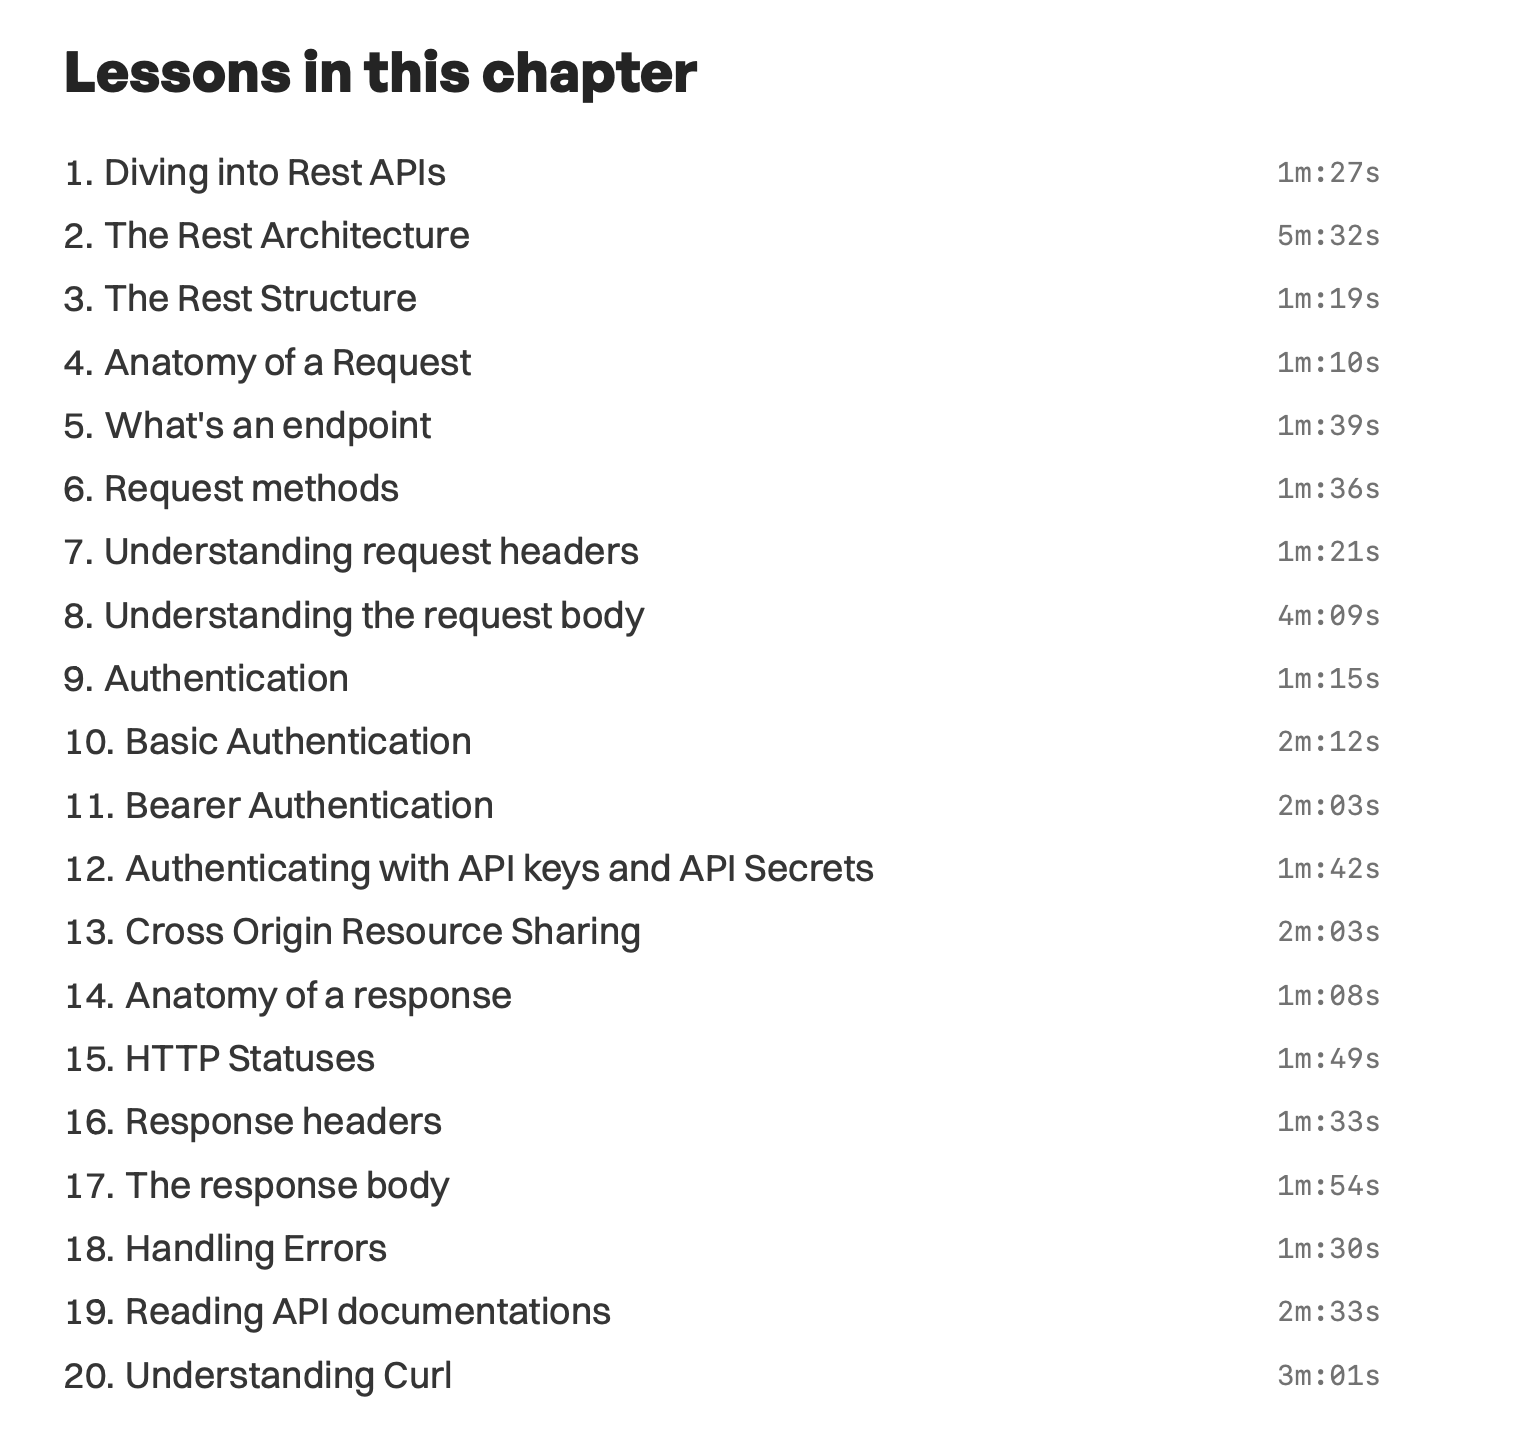 Lessons in this chapter
1. Diving into Rest APIs 1m:27s
2. The Rest Architecture 5m:32s
3. The Rest Structure 1m:19s
4. Anatomy of a Request 1m:10s
5. What's an endpoint 1m:39s
6. Request methods 1m:36s
7. Understanding request headers 1m:21s
8. Understanding the request body 4m:09s
9. Authentication 1m:15s
10. Basic Authentication 2m:12s
11. Bearer Authentication 2m:03s
12. Authenticating with API keys and API Secrets 1m:42s
13. Cross Origin Resource Sharing 2m:03s
14. Anatomy of a response 1m:08s
15. HTTP Statuses 1m:49s
16. Response headers 1m:33s
17. The response body 1m:54s
18. Handling Errors 1m:30s
19. Reading API documentations 2m:33s
20. Understanding Curl 3m:01s